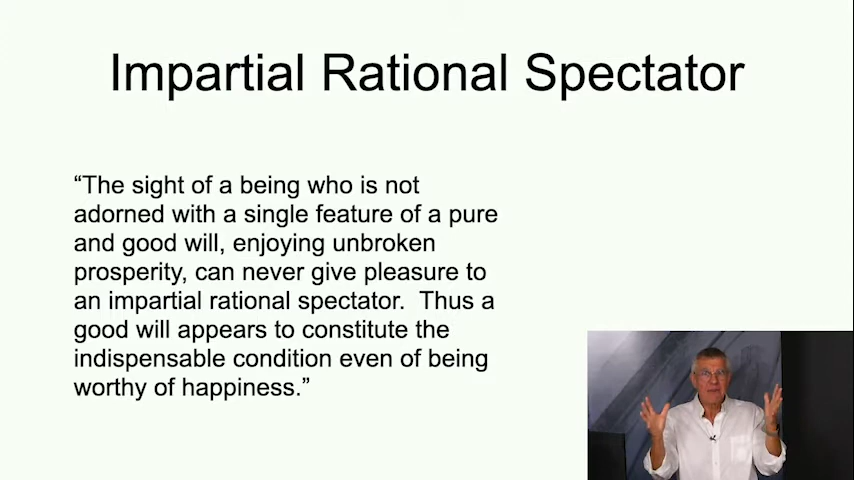 Impartial Rational Spectator
“The sight of a being who is not
adorned with a single feature of a pure
and good will, enjoying unbroken
prosperity, can never give pleasure to
an impartial rational spectator.  Thus a
good will appears to constitute the
indispensable condition even of being
worthy of happiness.”